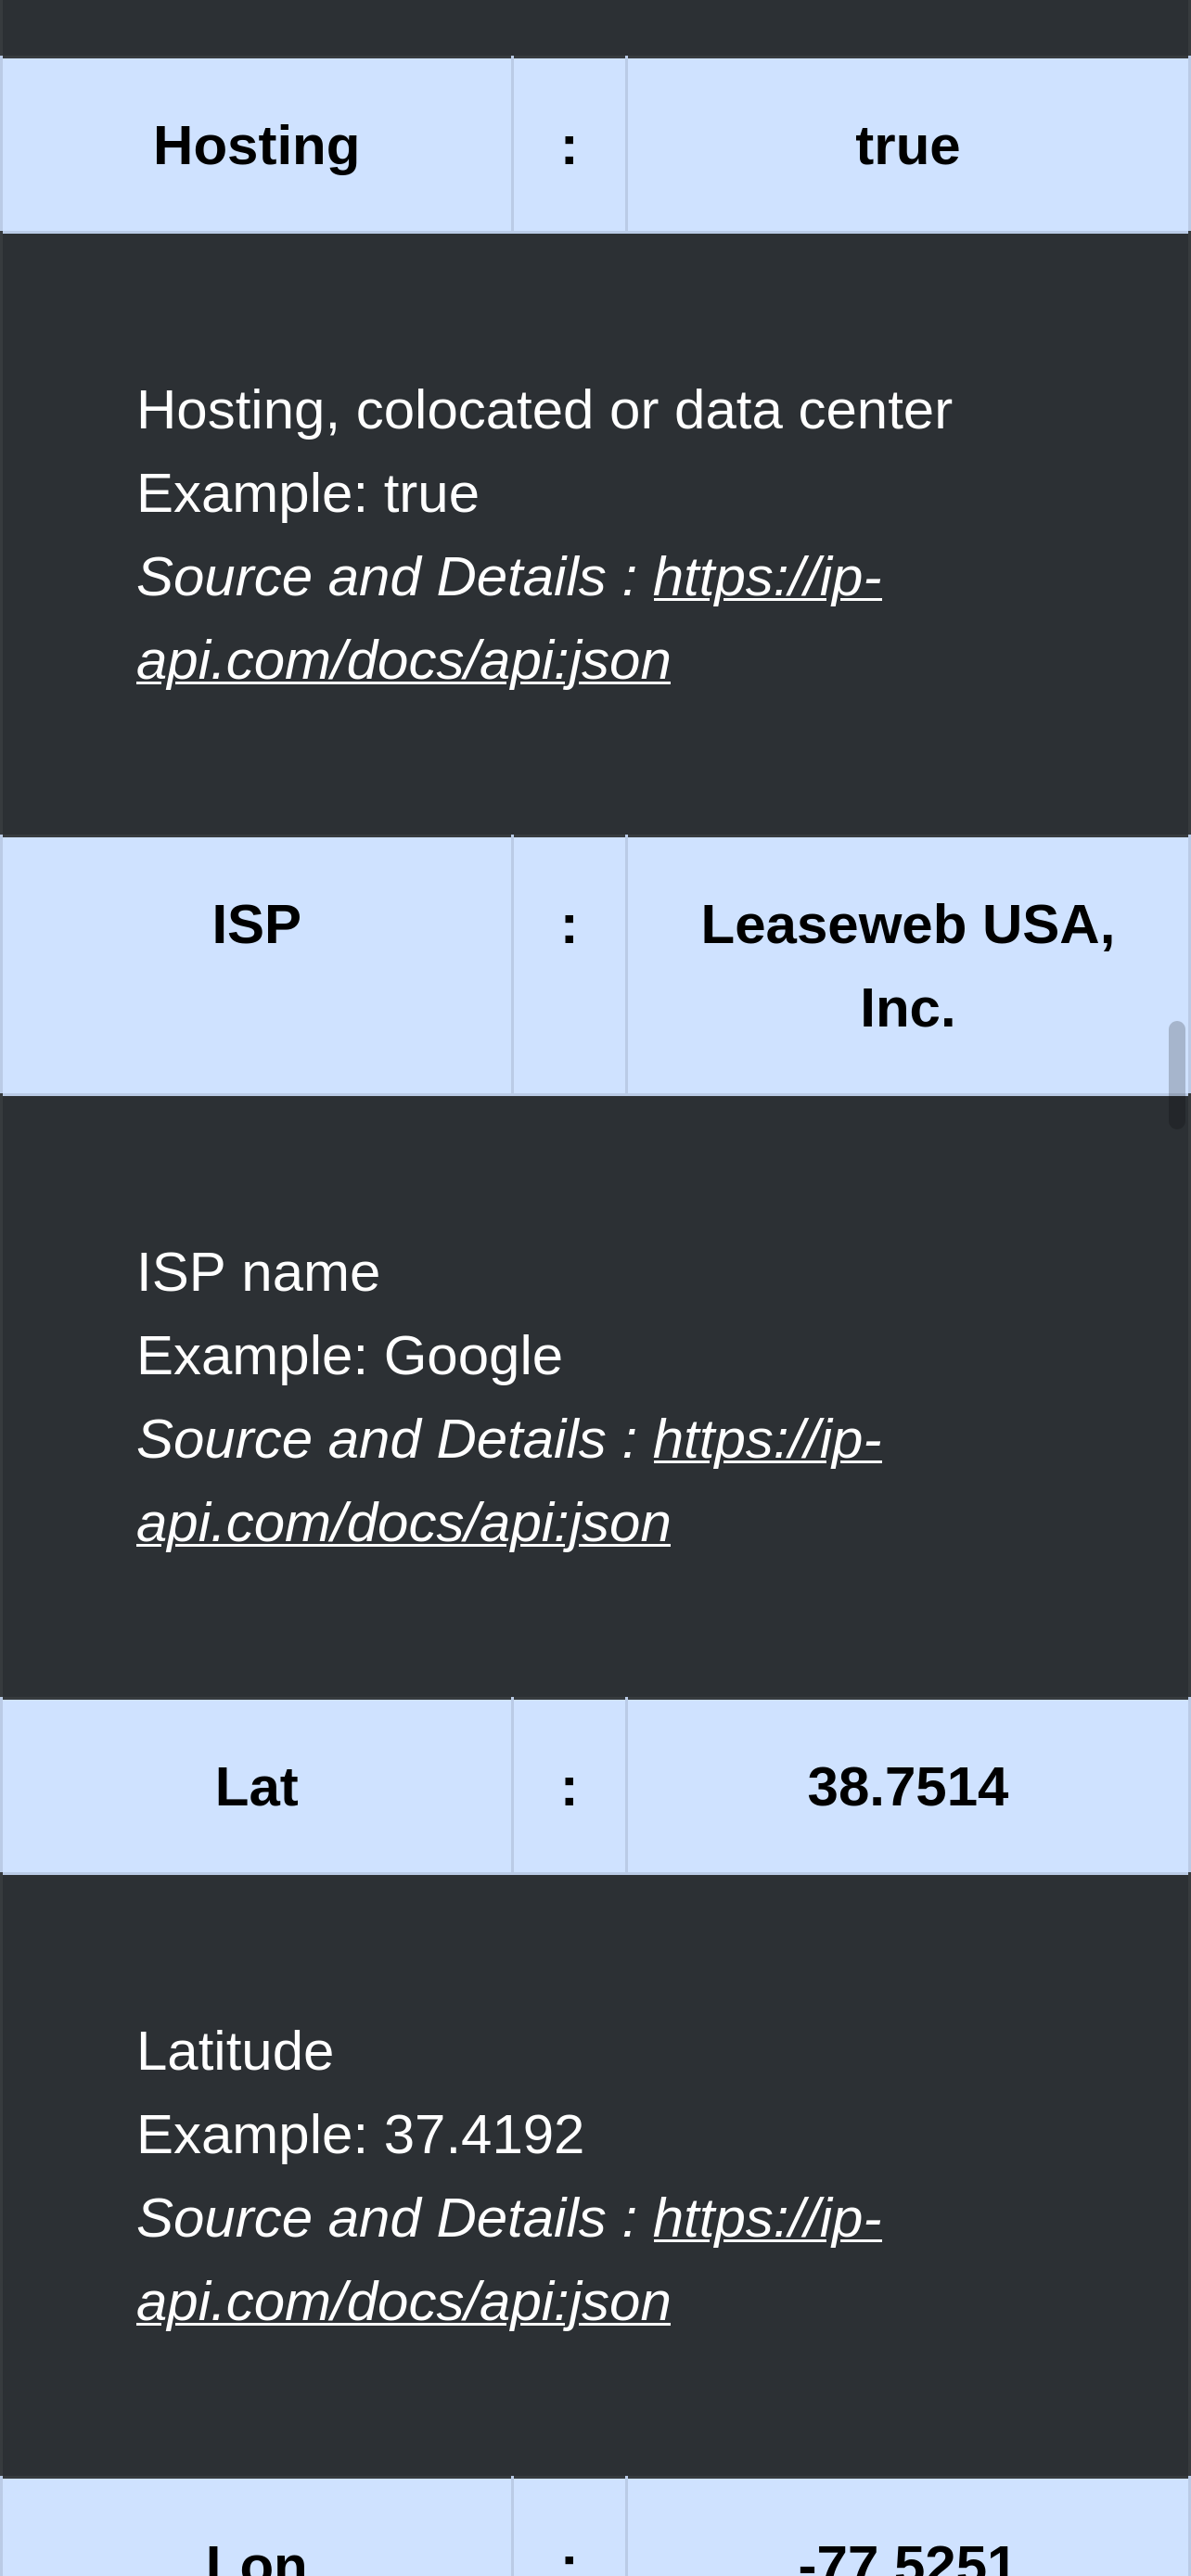 Hosting : true
Hosting, colocated or data center
Example: true
Source and Details : https://ip-
api.com/docs/api:json
ISP : Leaseweb USA,
Inc.
ISP name
Example: Google
Source and Details : https://ip-
api.com/docs/api:json
Lat : 38.7514
Latitude
Example: 37.4192
Source and Details : https://ip-
api.com/docs/api:json
Lon : -77.5251